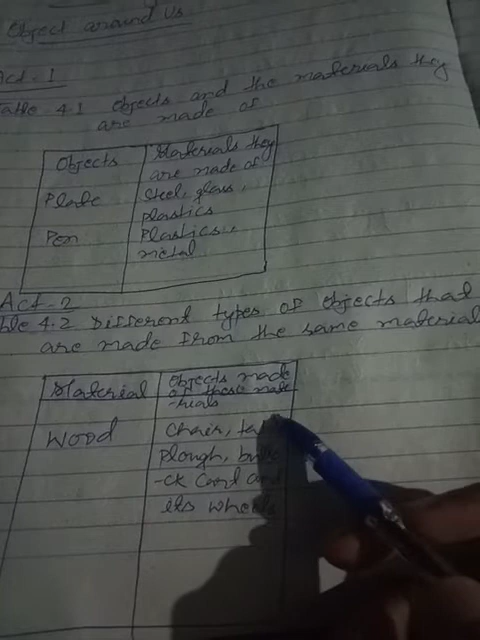 Object around Us
Act-1
Table 4.1 Objects and the materials they
are made of
Objects
Materials they
are made of
Plate
Steel, glass,
plastics
Pen
Plastics,
metal
Act-2
4.2 Different types of objects that
are made from the same material
Material
Objects made
of these mate
-rials
Wood
Chair,
Plough,
-ck Cart and
its wheels